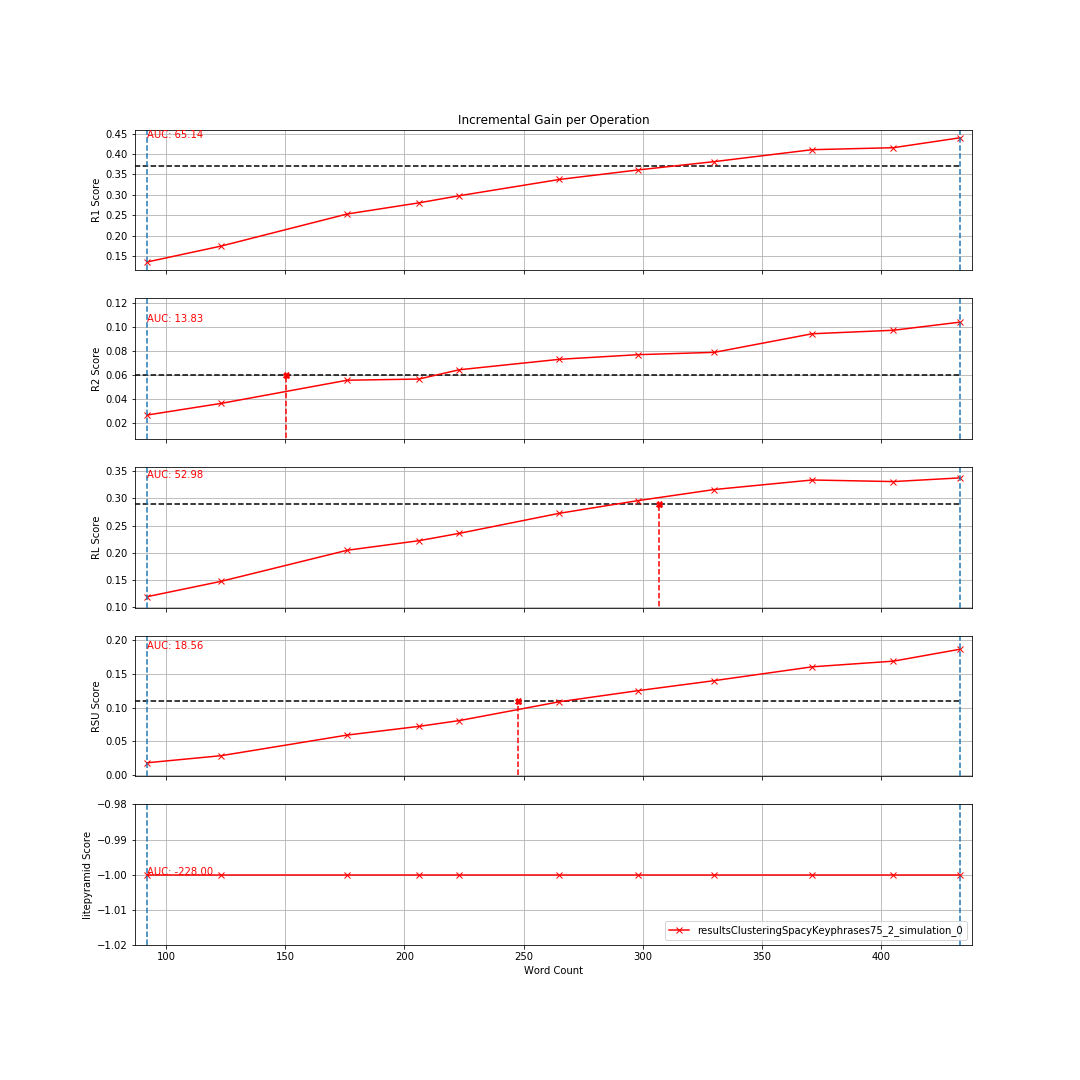 Incremental Gain per Operation
AUC: 65.14
0.45
0.40
0.35
0.30
0.25
0.20
0.15
R1 Score
AUC: 13.83
0.12
0.10
0.08
0.06
0.04
0.02
R2 Score
AUC: 52.98
0.35
0.30
0.25
0.20
0.15
0.10
RL Score
AUC: 18.56
0.20
0.15
0.10
0.05
0.00
RSU Score
−0.98
−0.99
−1.00
−1.01
−1.02
litepyramid Score
AUC: -228.00
resultsClusteringSpacyKeyphrases75_2_simulation_0
100 150 200 250 300 350 400
Word Count